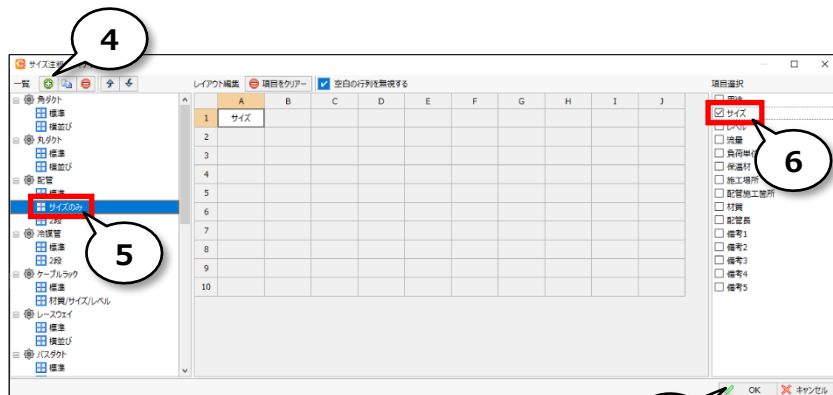 4
サイズ注
一覧
レイアウト編集 項目をクリアー 空白の行列を無視する
項目選択
角ダクト
標準
横並び
丸ダクト
標準
横並び
配管
標準
サイズのみ
2段
冷媒管
標準
2段
ケーブルラック
標準
材質/サイズ/レベル
レースウェイ
標準
横並び
バスダクト
標準
5
A B C D E F G H I J
1 サイズ
2
3
4
5
6
7
8
9
10
用途
サイズ
レベル
流量
負荷単位
保温材
施工場所
配管施工箇所
材質
配管長
備考1
備考2
備考3
備考4
備考5
6
OK キャンセル